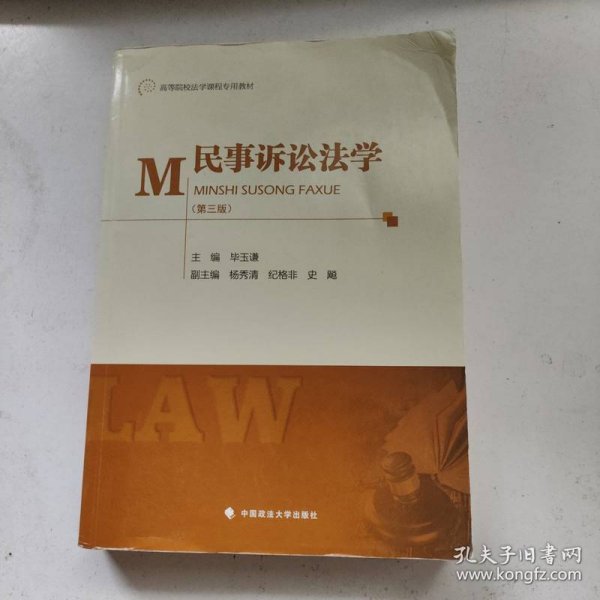 高等院校法学课程专用教材
M 民事诉讼法学
MINSHI SUSONG FAXUE
（第三版）
主 编 毕玉谦
副主编 杨秀清 纪格非 史 飚
LAW
中国政法大学出版社
孔夫子旧书网
www.kongfz.com